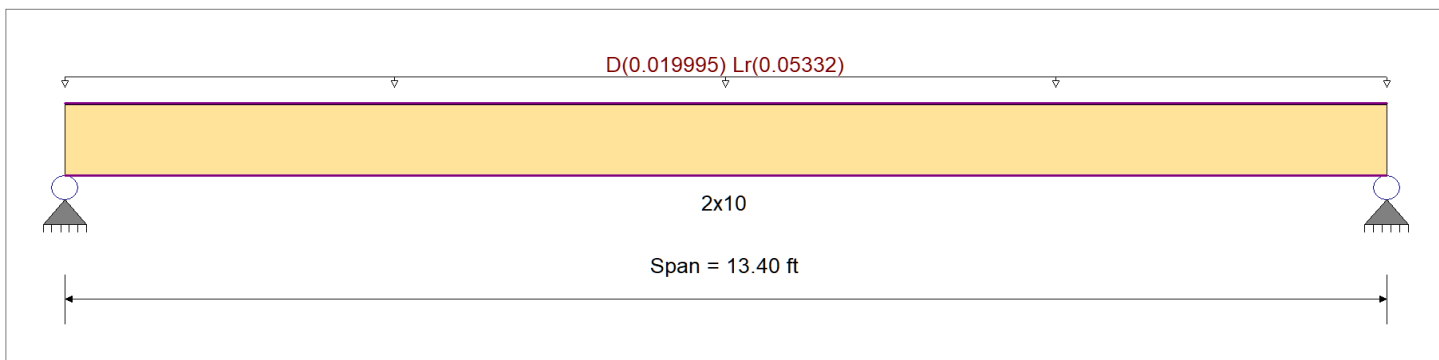 D(0.019995) Lr(0.05332)
2x10
Span = 13.40 ft